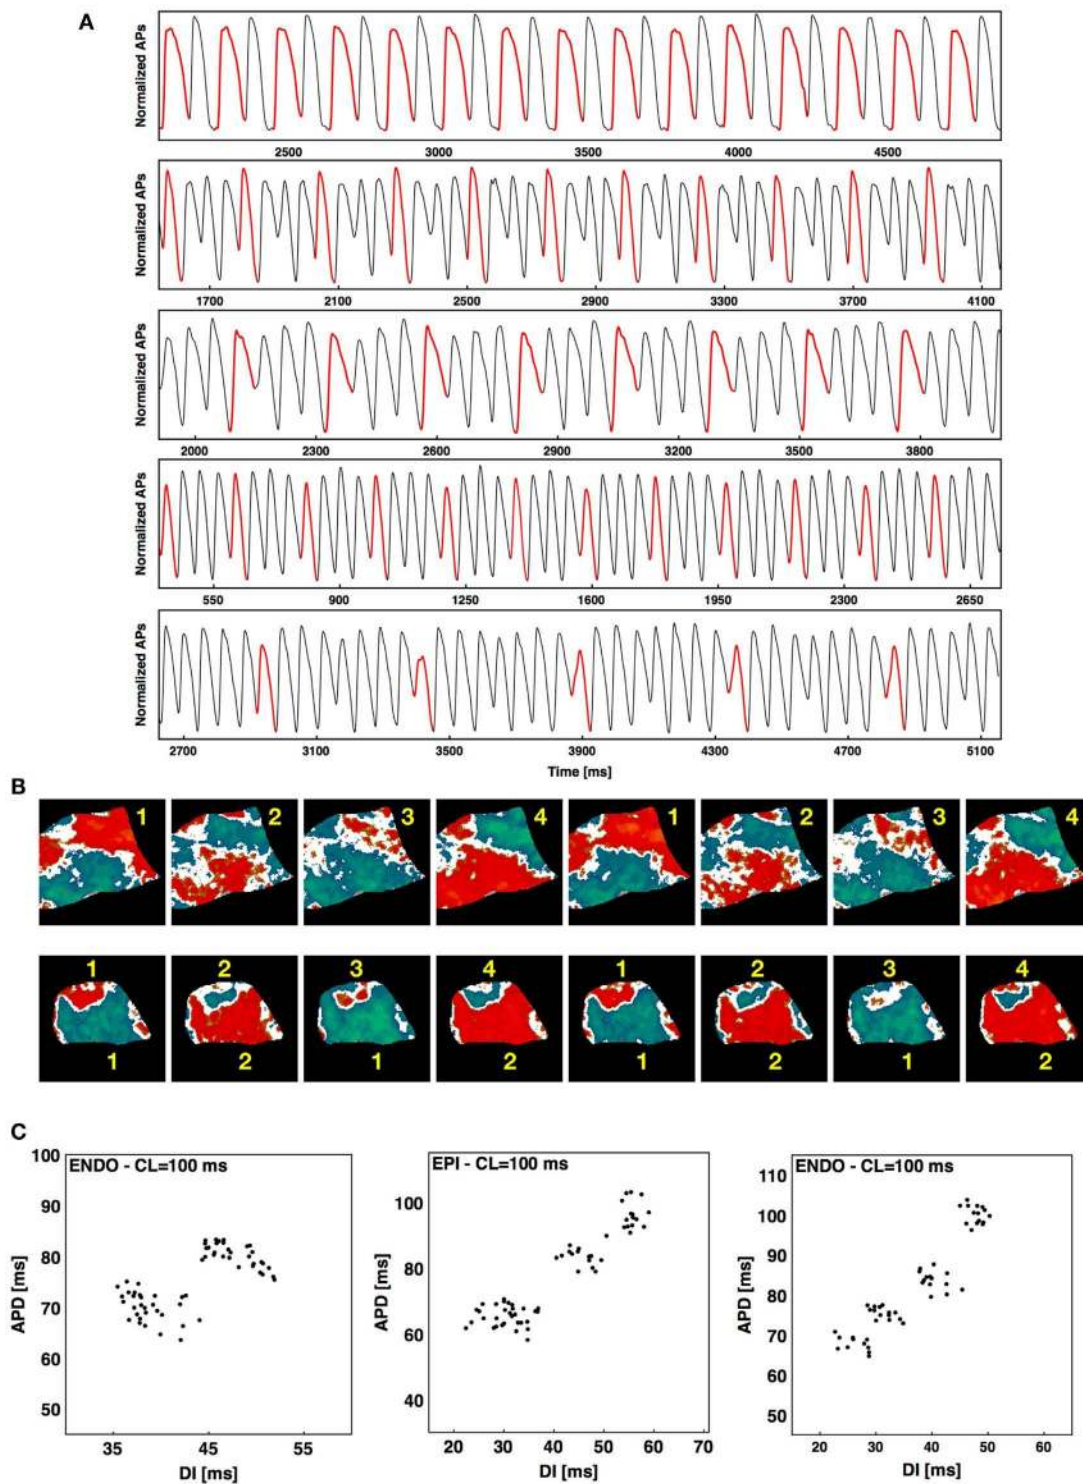 A
Normalized APs
2500 3000 3500 4000 4500
Normalized APs
1700 2100 2500 2900 3300 3700 4100
Normalized APs
2000 2300 2600 2900 3200 3500 3800
Normalized APs
550 900 1250 1600 1950 2300 2650
Normalized APs
2700 3100 3500 3900 4300 4700 5100
Time [ms]
B
1 2 3 4 1 2 3 4
1 2 3 4 1 2 3 4
1 2 1 2 1 2 1 2
C
ENDO - CL=100 ms
APD [ms]
100
90
80
70
60
50
35 45 55
DI [ms]
EPI - CL=100 ms
APD [ms]
100
80
60
40
20 30 40 50 60 70
DI [ms]
ENDO - CL=100 ms
APD [ms]
110
100
90
80
70
60
50
20 30 40 50 60
DI [ms]